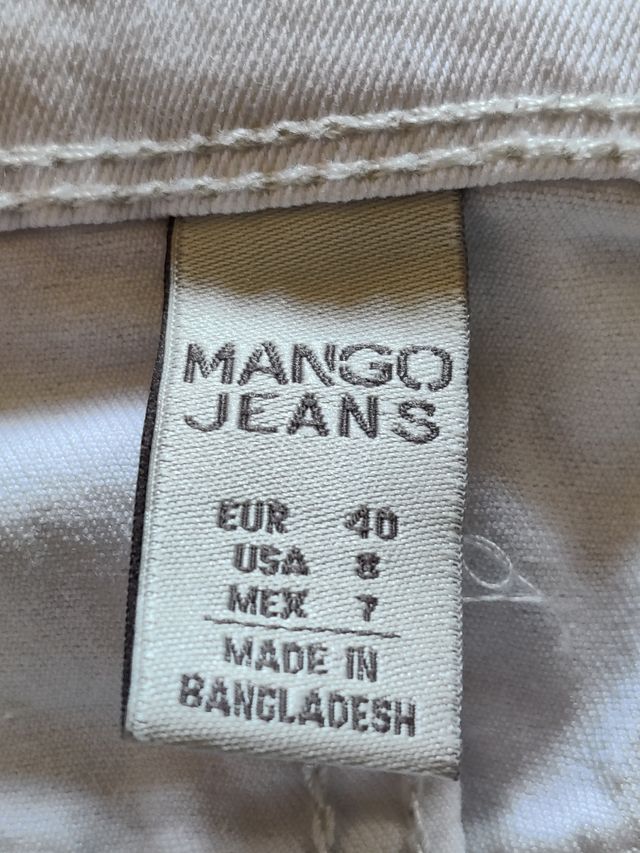 MANGO
JEANS
EUR 40
USA 8
MEX 7
MADE IN
BANGLADESH